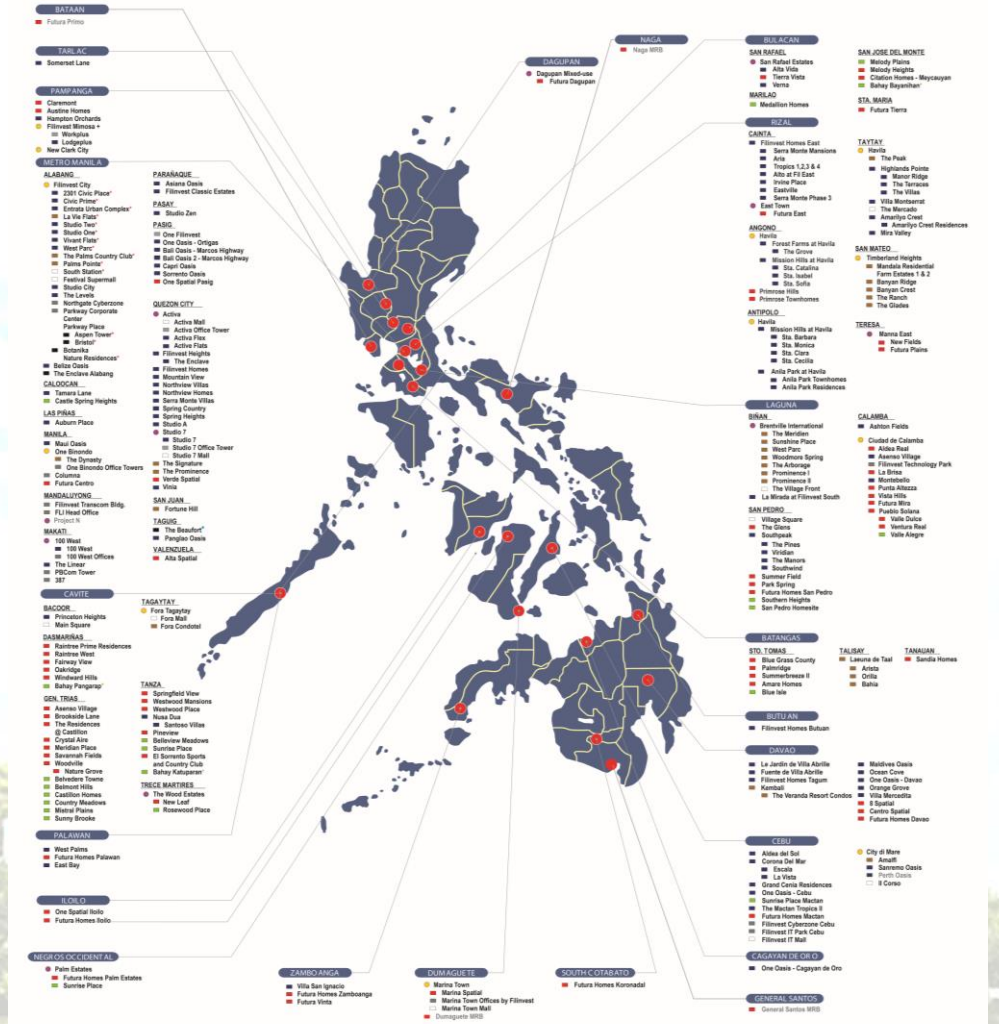 BATAAN
Futura Primo
TARLAC
Somerset Lane
PAMPANGA
Claremont
Austine Homes
Hampton Orchards
Filinvest Mimosa +
Workplus
Lodgeplus
New Clark City
METRO MANILA
ALABANG
Filinvest City
2301 Civic Place*
Civic Prime*
Entrata Urban Complex*
La Vie Flats*
Studio Two*
Studio One*
Vivant Flats*
West Parc*
The Palms Country Club*
Palms Pointe*
South Station*
Festival Supermall
Studio City
The Levels
Northgate Cyberzone
Parkway Corporate
Center
Parkway Place
Aspen Tower*
Bristol*
Botanika
Nature Residences*
Belize Oasis
The Enclave Alabang
CALOOCAN
Tamara Lane
Castle Spring Heights
LAS PIÑAS
Auburn Place
MANILA
Maui Oasis
One Binondo
The Dynasty
One Binondo Office Towers
Columna
Futura Centro
MANDALUYONG
Filinvest Transcom Bldg.
FLI Head Office
Project N
MAKATI
100 West
100 West
100 West Offices
The Linear
PBCom Tower
387
PARAÑAQUE
Asiana Oasis
Filinvest Classic Estates
PASAY
Studio Zen
PASIG
One Filinvest
One Oasis - Ortigas
Bali Oasis - Marcos Highway
Bali Oasis 2 - Marcos Highway
Capri Oasis
Sorrento Oasis
One Spatial Pasig
QUEZON CITY
Activa
Activa Mall
Activa Office Tower
Activa Flex
Activa Flats
Filinvest Heights
The Enclave
Filinvest Homes
Mountain View
Northview Villas
Northview Homes
Serra Monte Villas
Spring Country
Spring Heights
Studio A
Studio 7
Studio 7
Studio 7 Office Tower
Studio 7 Mall
The Signature
The Prominence
Verde Spatial
Vinia
SAN JUAN
Fortune Hill
TAGUIG
The Beaufort*
Panglao Oasis
VALENZUELA
Alta Spatial
CAVITE
BACOOR
Princeton Heights
Main Square
DASMARIÑAS
Raintree Prime Residences
Raintree West
Fairway View
Oakridge
Windward Hills
Bahay Pangarap*
GEN. TRIAS
Asenso Village
Brookside Lane
The Residences
@ Castillon
Crystal Aire
Meridian Place
Savannah Fields
Woodville
Nature Grove
Belvedere Towne
Belmont Hills
Castillon Homes
Country Meadows
Mistral Plains
Sunny Brooke
TAGAYTAY
Fora Tagaytay
Fora Mall
Fora Condotel
TANZA
Springfield View
Westwood Mansions
Westwood Place
Nusa Dua
Santoso Villas
Pineview
Belleview Meadows
Sunrise Place
El Sorrento Sports
and Country Club
Bahay Katuparan*
TRECE MARTIRES
The Wood Estates
New Leaf
Rosewood Place
PALAWAN
West Palms
Futura Homes Palawan
East Bay
ILOILO
One Spatial Iloilo
Futura Homes Iloilo
NEGROS OCCIDENTAL
Palm Estates
Futura Homes Palm Estates
Sunrise Place
ZAMBOANGA
Villa San Ignacio
Futura Homes Zamboanga
Futura Vinta
DUMAGUETE
Marina Town
Marina Spatial
Marina Town Offices by Filinvest
Marina Town Mall
Dumaguete MRB
SOUTH COTABATO
Futura Homes Koronadal
DAGUPAN
Dagupan Mixed-use
Futura Dagupan
NAGA
Naga MRB
BULACAN
SAN RAFAEL
San Rafael Estates
Alta Vida
Tierra Vista
Verna
MARILAO
Medallion Homes
SAN JOSE DEL MONTE
Melody Plains
Melody Heights
Citation Homes - Meycauyan
Bahay Bayanihan*
STA. MARIA
Futura Tierra
RIZAL
CAINTA
Filinvest Homes East
Serra Monte Mansions
Aria
Tropics 1,2,3 & 4
Alto at Fil East
Irvine Place
Eastville
Serra Monte Phase 3
East Town
Futura East
ANGONO
Havila
Forest Farms at Havila
The Grove
Mission Hills at Havila
Sta. Catalina
Sta. Isabel
Sta. Sofia
Primrose Hills
Primrose Townhomes
ANTIPOLO
Havila
Mission Hills at Havila
Sta. Barbara
Sta. Monica
Sta. Clara
Sta. Cecilia
Anila Park at Havila
Anila Park Townhomes
Anila Park Residences
TAYTAY
Havila
The Peak
Highlands Pointe
Manor Ridge
The Terraces
The Villas
Villa Montserrat
The Mercado
Amarilyo Crest
Amarilyo Crest Residences
Mira Valley
SAN MATEO
Timberland Heights
Mandala Residential
Farm Estates 1 & 2
Banyan Ridge
Banyan Crest
The Ranch
The Glades
TERESA
Manna East
New Fields
Futura Plains
LAGUNA
BIÑAN
Brentville International
The Meridien
Sunshine Place
West Parc
Woodmore Spring
The Arborage
Prominence I
Prominence II
The Village Front
La Mirada at Filinvest South
SAN PEDRO
Village Square
The Glens
Southpeak
The Pines
Viridian
The Manors
Southwind
Summer Field
Park Spring
Futura Homes San Pedro
Southern Heights
San Pedro Homesite
CALAMBA
Ashton Fields
Ciudad de Calamba
Aldea Real
Asenso Village
Filinvest Technology Park
La Brisa
Montebello
Punta Altezza
Vista Hills
Futura Mira
Pueblo Solana
Valle Dulce
Ventura Real
Valle Alegre
BATANGAS
STO. TOMAS
Blue Grass County
Palmridge
Summerbreeze II
Amare Homes
Blue Isle
TALISAY
Laeuna de Taal
Arista
Orilla
Bahia
TANAUAN
Sandia Homes
BUTUAN
Filinvest Homes Butuan
DAVAO
Le Jardin de Villa Abrille
Fuente de Villa Abrille
Filinvest Homes Tagum
Kembali
The Veranda Resort Condos
Maldives Oasis
Ocean Cove
One Oasis - Davao
Orange Grove
Villa Mercedita
8 Spatial
Centro Spatial
Futura Homes Davao
CEBU
Aldea del Sol
Corona Del Mar
Escala
La Vista
Grand Cenia Residences
One Oasis - Cebu
Sunrise Place Mactan
The Mactan Tropics II
Futura Homes Mactan
Filinvest Cyberzone Cebu
Filinvest IT Park Cebu
Filinvest IT Mall
City di Mare
Amalfi
Sanremo Oasis
Perth Oasis
Il Corso
CAGAYAN DE ORO
One Oasis - Cagayan de Oro
GENERAL SANTOS
General Santos MRB